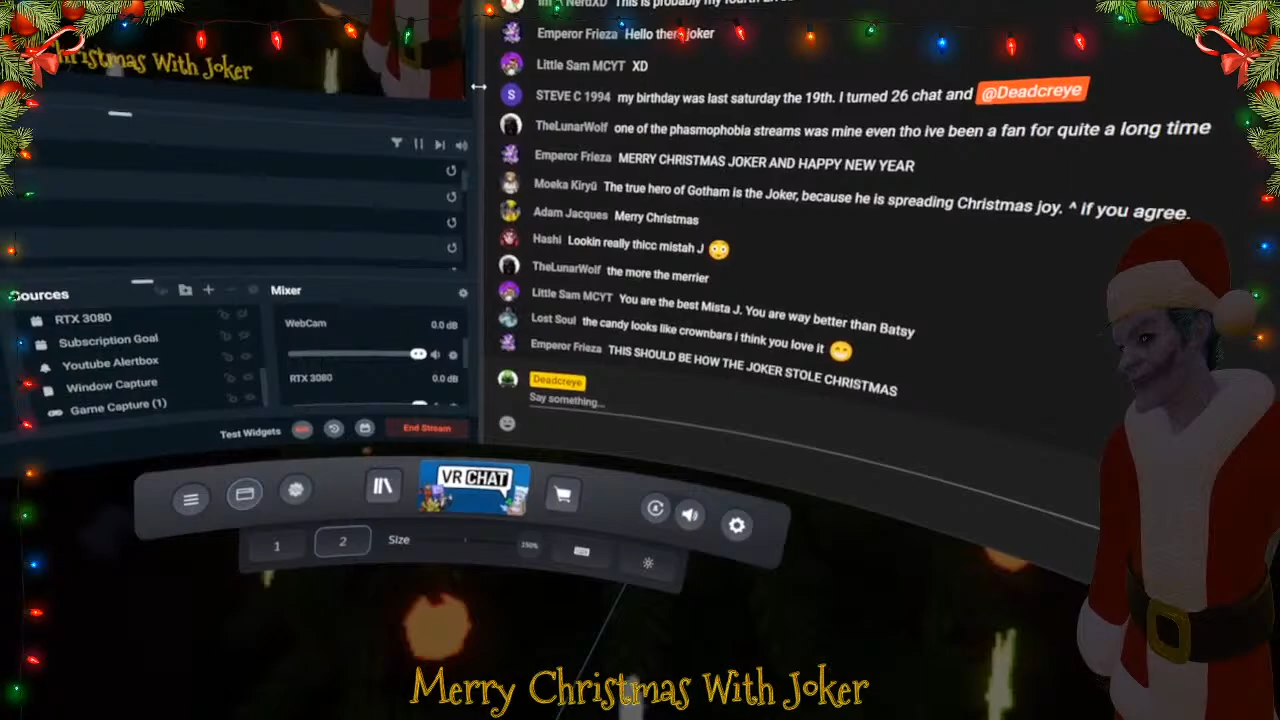 Christmas With Joker
This is probably my fourth
Emperor Frieza Hello there joker
Little Sam MCYT XD
S STEVE C 1994 my birthday was last saturday the 19th. I turned 26 chat and @Deadcreye
TheLunarWolf one of the phasmophobia streams was mine even tho ive been a fan for quite a long time
Emperor Frieza MERRY CHRISTMAS JOKER AND HAPPY NEW YEAR
Moeka Kiryū The true hero of Gotham is the Joker, because he is spreading Christmas joy. ^ if you agree.
Adam Jacques Merry Christmas
Hashi Lookin really thicc mistah J 😳
TheLunarWolf the more the merrier
Little Sam MCYT You are the best Mista J. You are way better than Batsy
Lost Soul the candy looks like crownbars i think you love it 😁
Emperor Frieza THIS SHOULD BE HOW THE JOKER STOLE CHRISTMAS
Deadcreye
Say something...
Sources
RTX 3080
Subscription Goal
Youtube Alertbox
Window Capture
Game Capture (1)
Mixer
WebCam 0.0 dB
RTX 3080 0.0 dB
Test Widgets
End Stream
VR CHAT
1 2 Size 150%
Merry Christmas With Joker